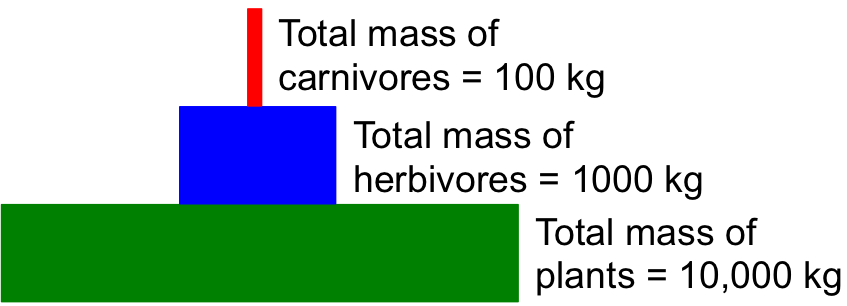 Total mass of
carnivores = 100 kg
Total mass of
herbivores = 1000 kg
Total mass of
plants = 10,000 kg